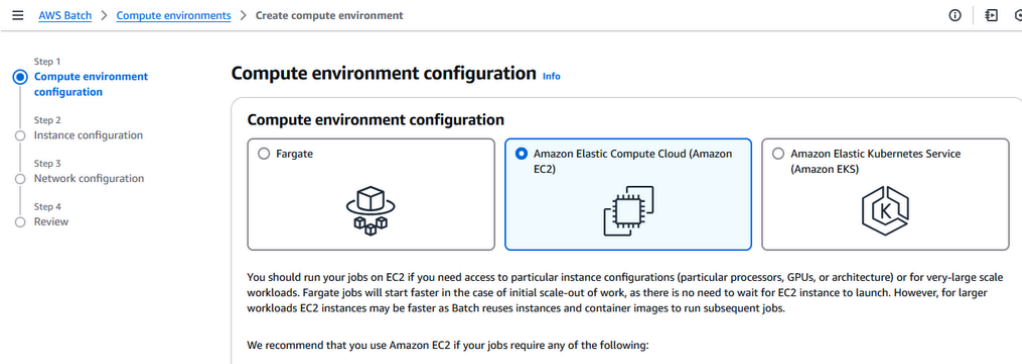 AWS Batch > Compute environments > Create compute environment
Step 1
Compute environment
configuration
Step 2
Instance configuration
Step 3
Network configuration
Step 4
Review
Compute environment configuration Info
Compute environment configuration
Fargate
Amazon Elastic Compute Cloud (Amazon
EC2)
Amazon Elastic Kubernetes Service
(Amazon EKS)
K
You should run your jobs on EC2 if you need access to particular instance configurations (particular processors, GPUs, or architecture) or for very-large scale
workloads. Fargate jobs will start faster in the case of initial scale-out of work, as there is no need to wait for EC2 instance to launch. However, for larger
workloads EC2 instances may be faster as Batch reuses instances and container images to run subsequent jobs.
We recommend that you use Amazon EC2 if your jobs require any of the following: